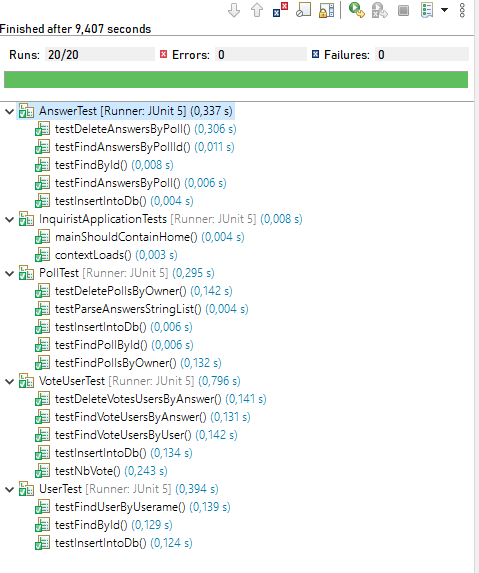 Finished after 9,407 seconds
Runs: 20/20 Errors: 0 Failures: 0
AnswerTest [Runner: JUnit 5] (0,337 s)
testDeleteAnswersByPoll() (0,306 s)
testFindAnswersByPollId() (0,011 s)
testFindById() (0,008 s)
testFindAnswersByPoll() (0,006 s)
testInsertIntoDb() (0,004 s)
InquiristApplicationTests [Runner: JUnit 5] (0,008 s)
mainShouldContainHome() (0,004 s)
contextLoads() (0,003 s)
PollTest [Runner: JUnit 5] (0,295 s)
testDeletePollsByOwner() (0,142 s)
testParseAnswersStringList() (0,004 s)
testInsertIntoDb() (0,006 s)
testFindPollById() (0,006 s)
testFindPollsByOwner() (0,132 s)
VoteUserTest [Runner: JUnit 5] (0,796 s)
testDeleteVotesUsersByAnswer() (0,141 s)
testFindVoteUsersByAnswer() (0,131 s)
testFindVoteUsersByUser() (0,142 s)
testInsertIntoDb() (0,134 s)
testNbVote() (0,243 s)
UserTest [Runner: JUnit 5] (0,394 s)
testFindUserByUserame() (0,139 s)
testFindById() (0,129 s)
testInsertIntoDb() (0,124 s)